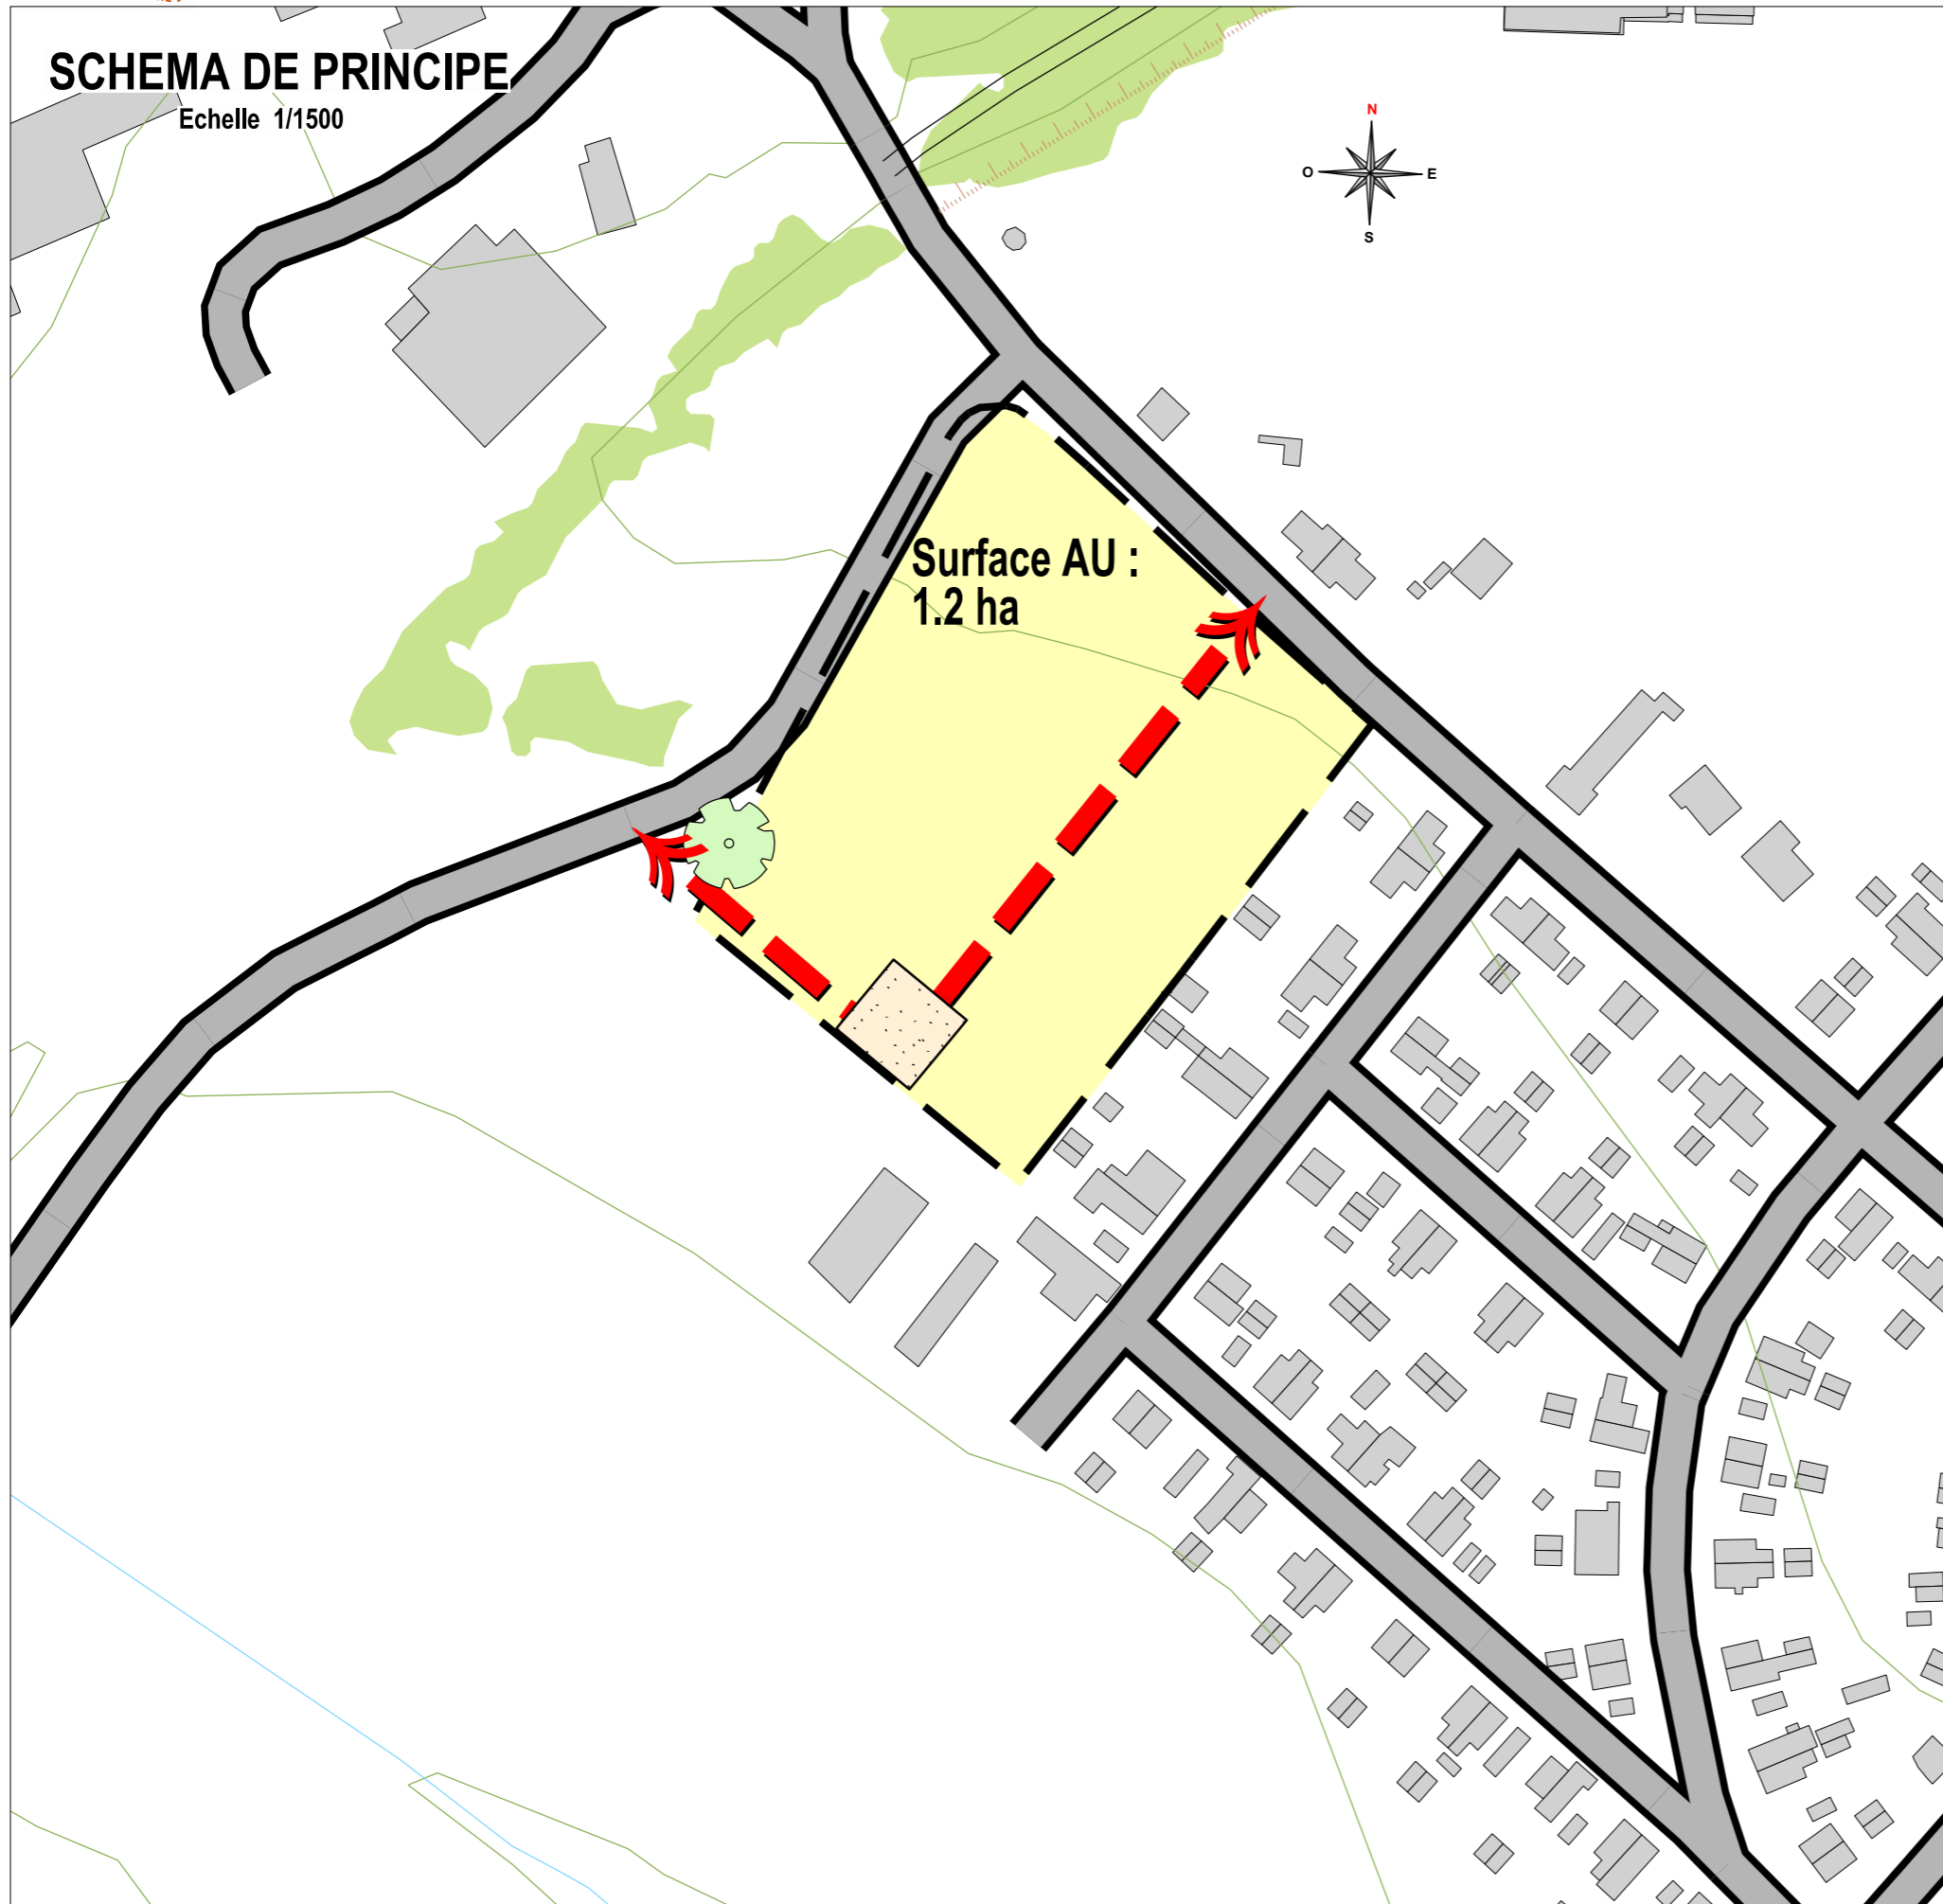 SCHEMA DE PRINCIPE
Echelle 1/1500
N
O
E
S
Surface AU :
1.2 ha